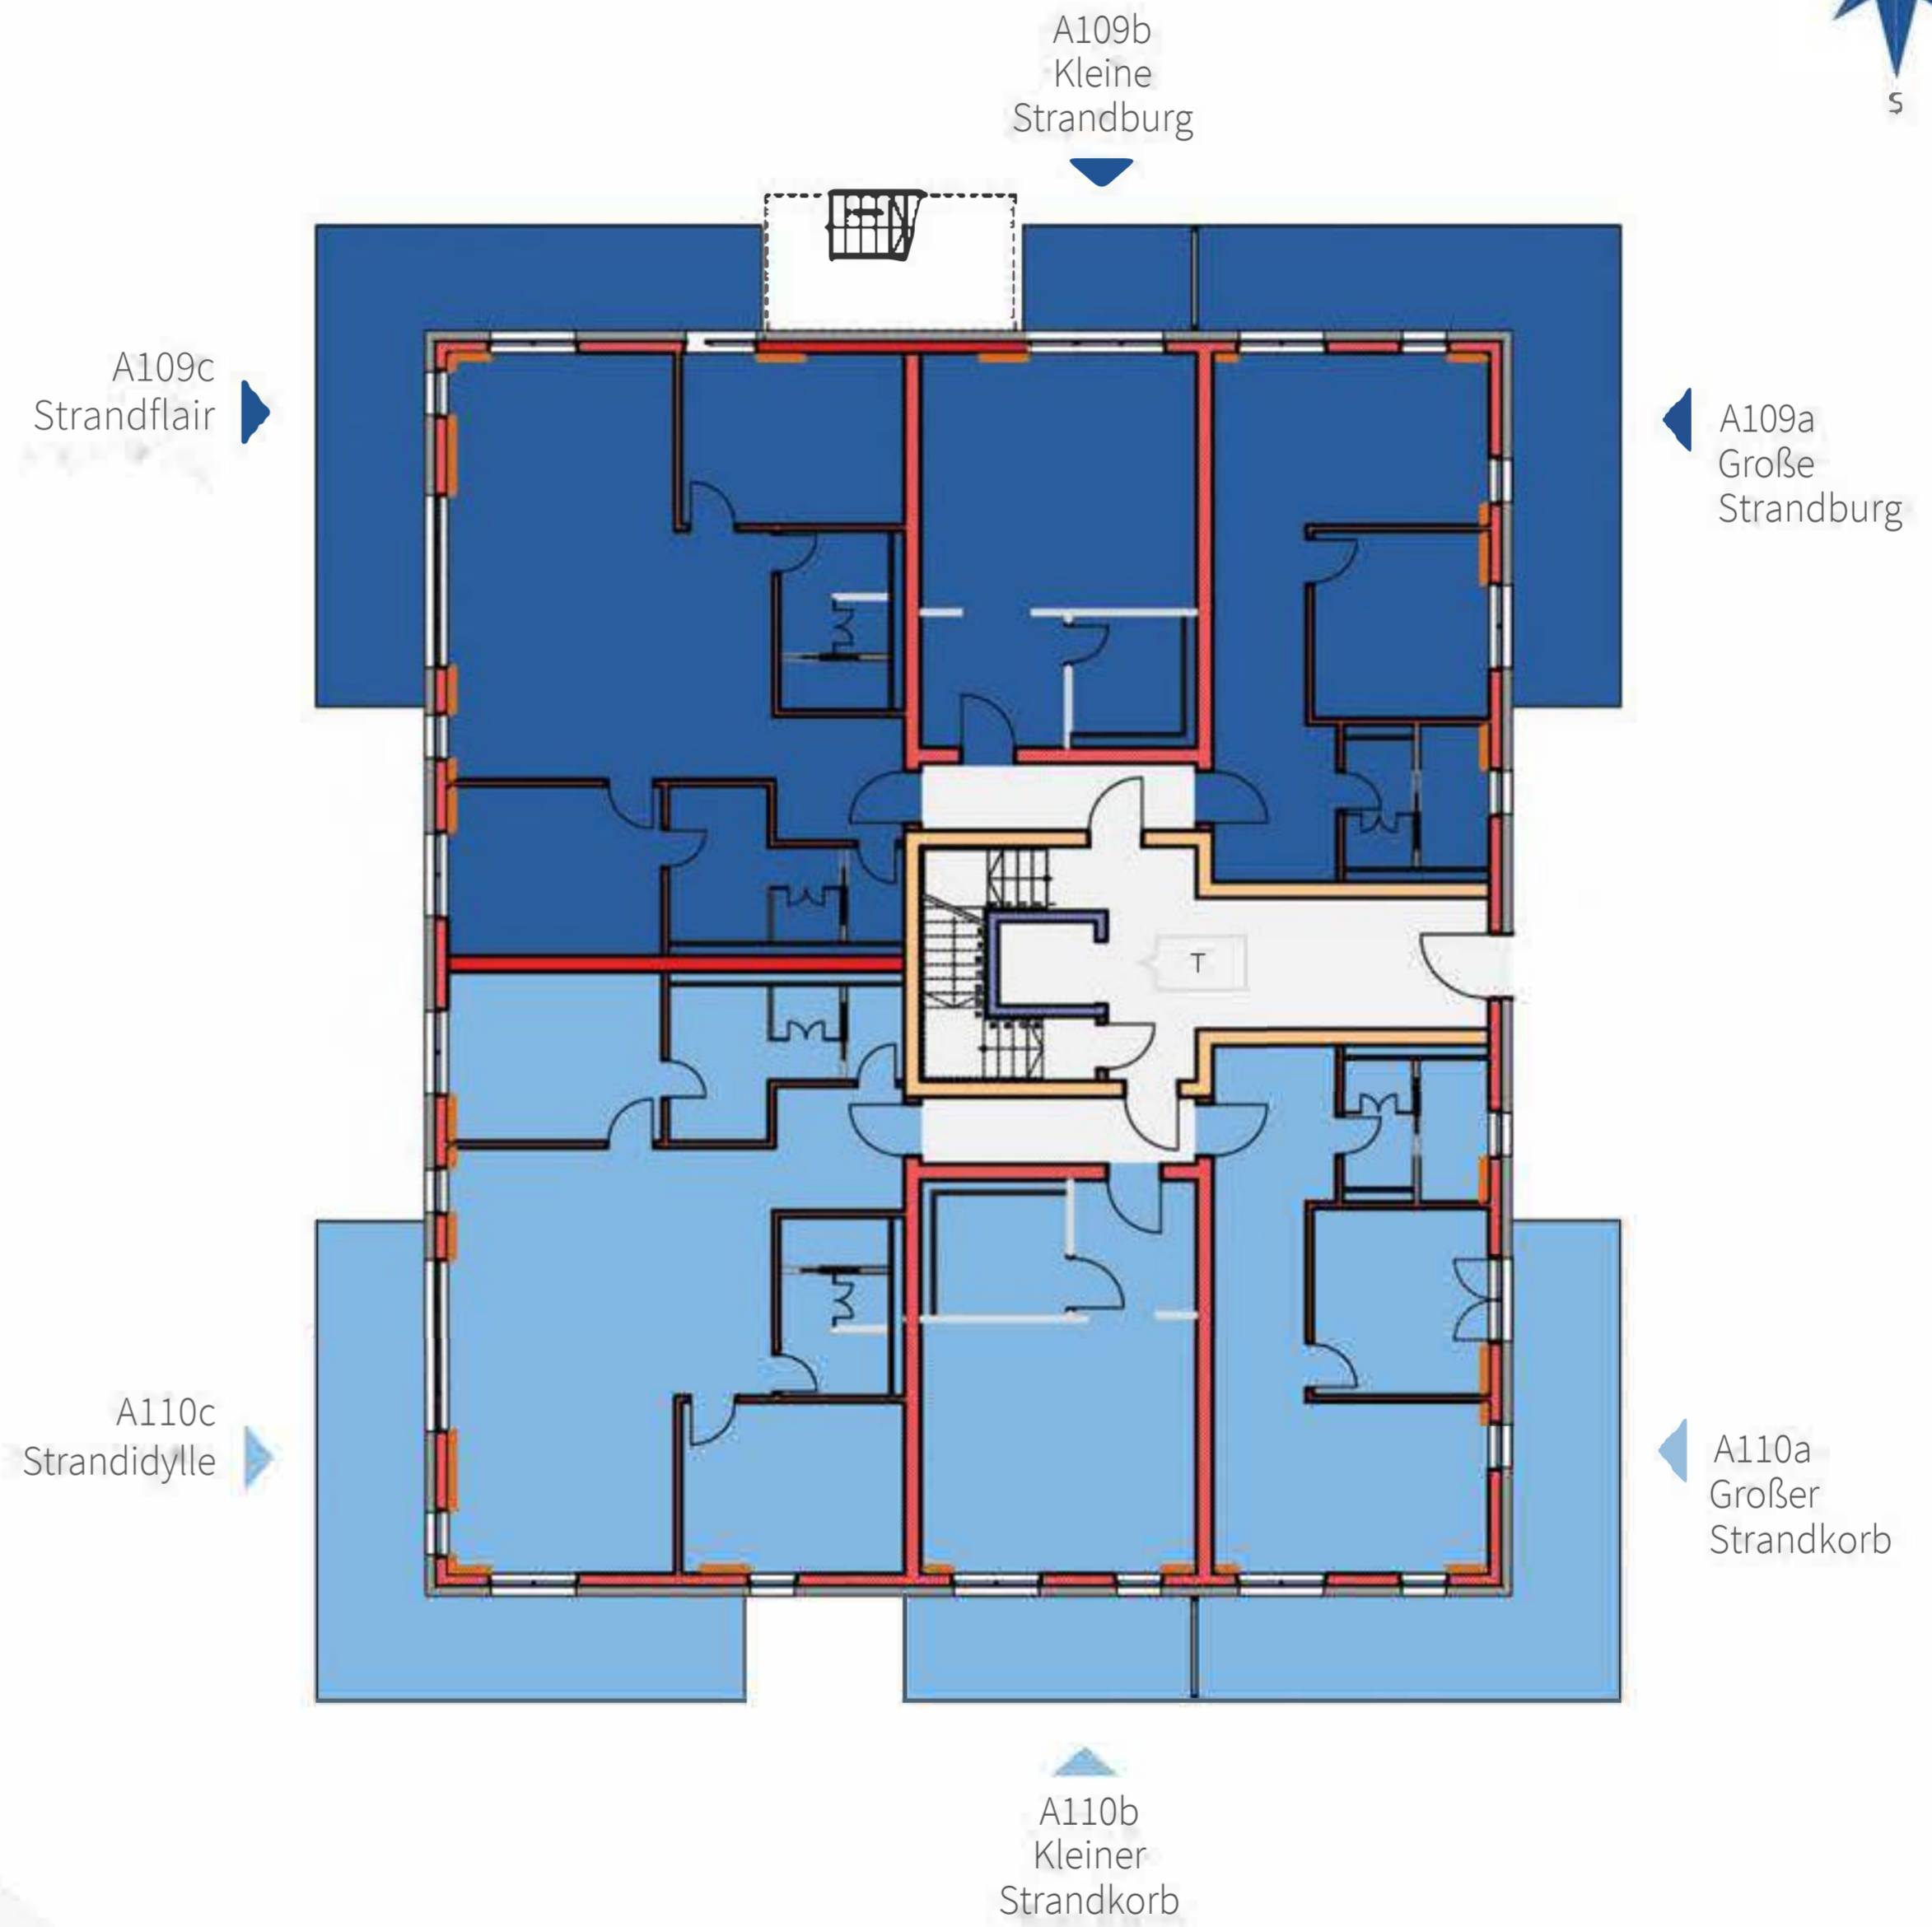 S
A109b
Kleine
Strandburg
A109c
Strandflair
A109a
Große
Strandburg
T
A110c
Strandidylle
A110a
Großer
Strandkorb
A110b
Kleiner
Strandkorb